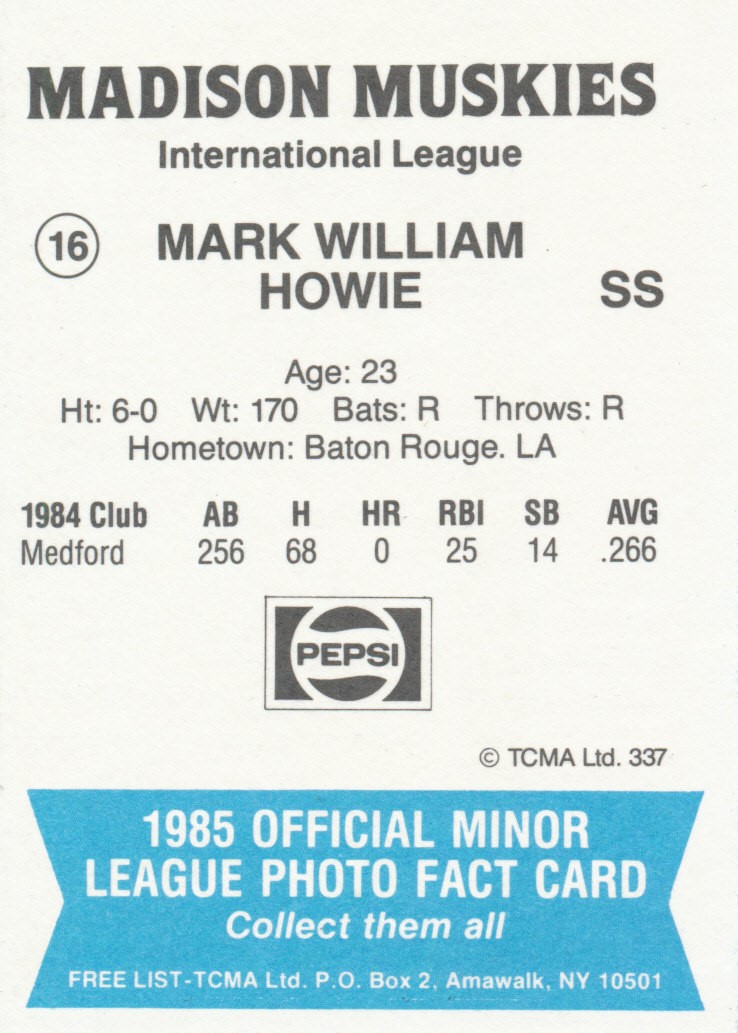 MADISON MUSKIES
International League
16 MARK WILLIAM
HOWIE SS
Age: 23
Ht: 6-0 Wt: 170 Bats: R Throws: R
Hometown: Baton Rouge. LA
1984 Club AB H HR RBI SB AVG
Medford 256 68 0 25 14 .266
PEPSI
© TCMA Ltd. 337
1985 OFFICIAL MINOR
LEAGUE PHOTO FACT CARD
Collect them all
FREE LIST-TCMA Ltd. P.O. Box 2, Amawalk, NY 10501